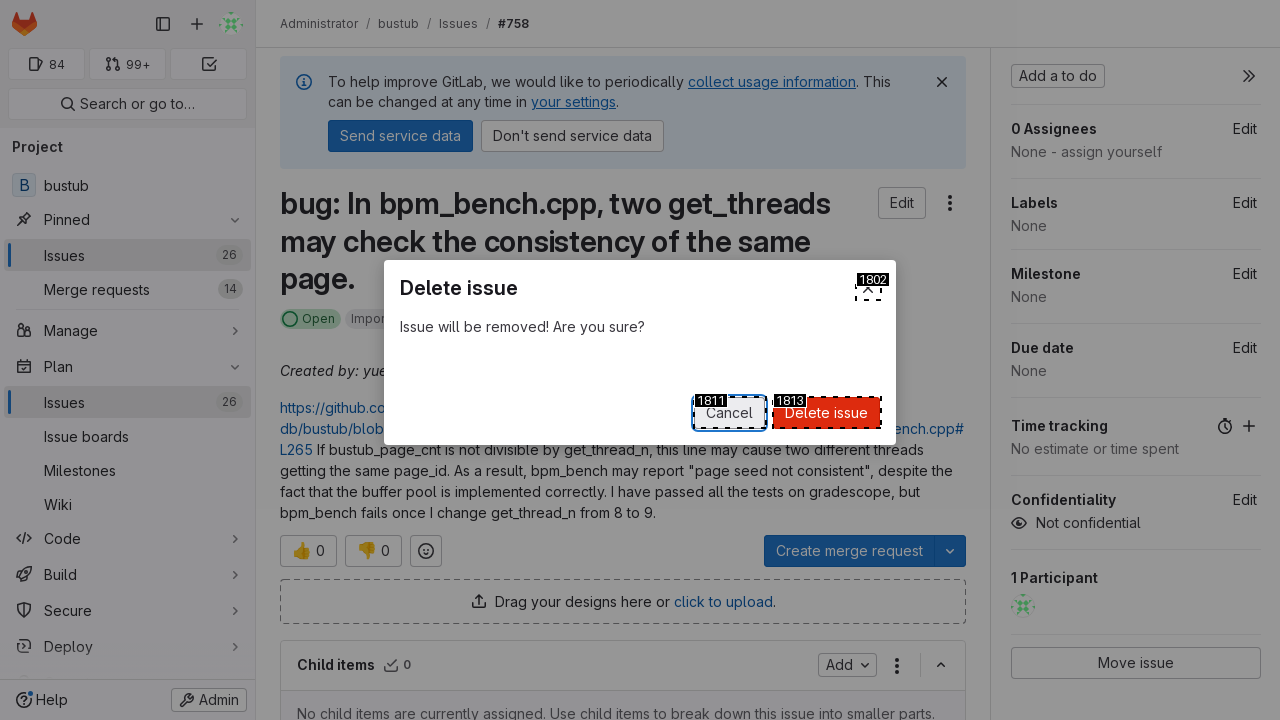 Administrator / bustub / Issues / #758
84
99+
Search or go to…
Project
B bustub
Pinned
Issues 26
Merge requests 14
Manage
Plan
Issues 26
Issue boards
Milestones
Wiki
Code
Build
Secure
Deploy
Help
Admin
To help improve GitLab, we would like to periodically collect usage information. This
can be changed at any time in your settings.
Send service data
Don't send service data
bug: In bpm_bench.cpp, two get_threads
may check the consistency of the same
page.
Edit
Open
Created by:
Delete issue
1802
Issue will be removed! Are you sure?
1811
Cancel
1813
Delete issue
https://github.co
db/bustub/blob
ench.cpp#
L265 If bustub_page_cnt is not divisible by get_thread_n, this line may cause two different threads
getting the same page_id. As a result, bpm_bench may report "page seed not consistent", despite the
fact that the buffer pool is implemented correctly. I have passed all the tests on gradescope, but
bpm_bench fails once I change get_thread_n from 8 to 9.
👍 0
👎 0
Create merge request
Drag your designs here or click to upload.
Child items 0
Add
No child items are currently assigned. Use child items to break down this issue into smaller parts.
Add a to do
0 Assignees Edit
None - assign yourself
Labels Edit
None
Milestone Edit
None
Due date Edit
None
Time tracking
No estimate or time spent
Confidentiality Edit
Not confidential
1 Participant
Move issue